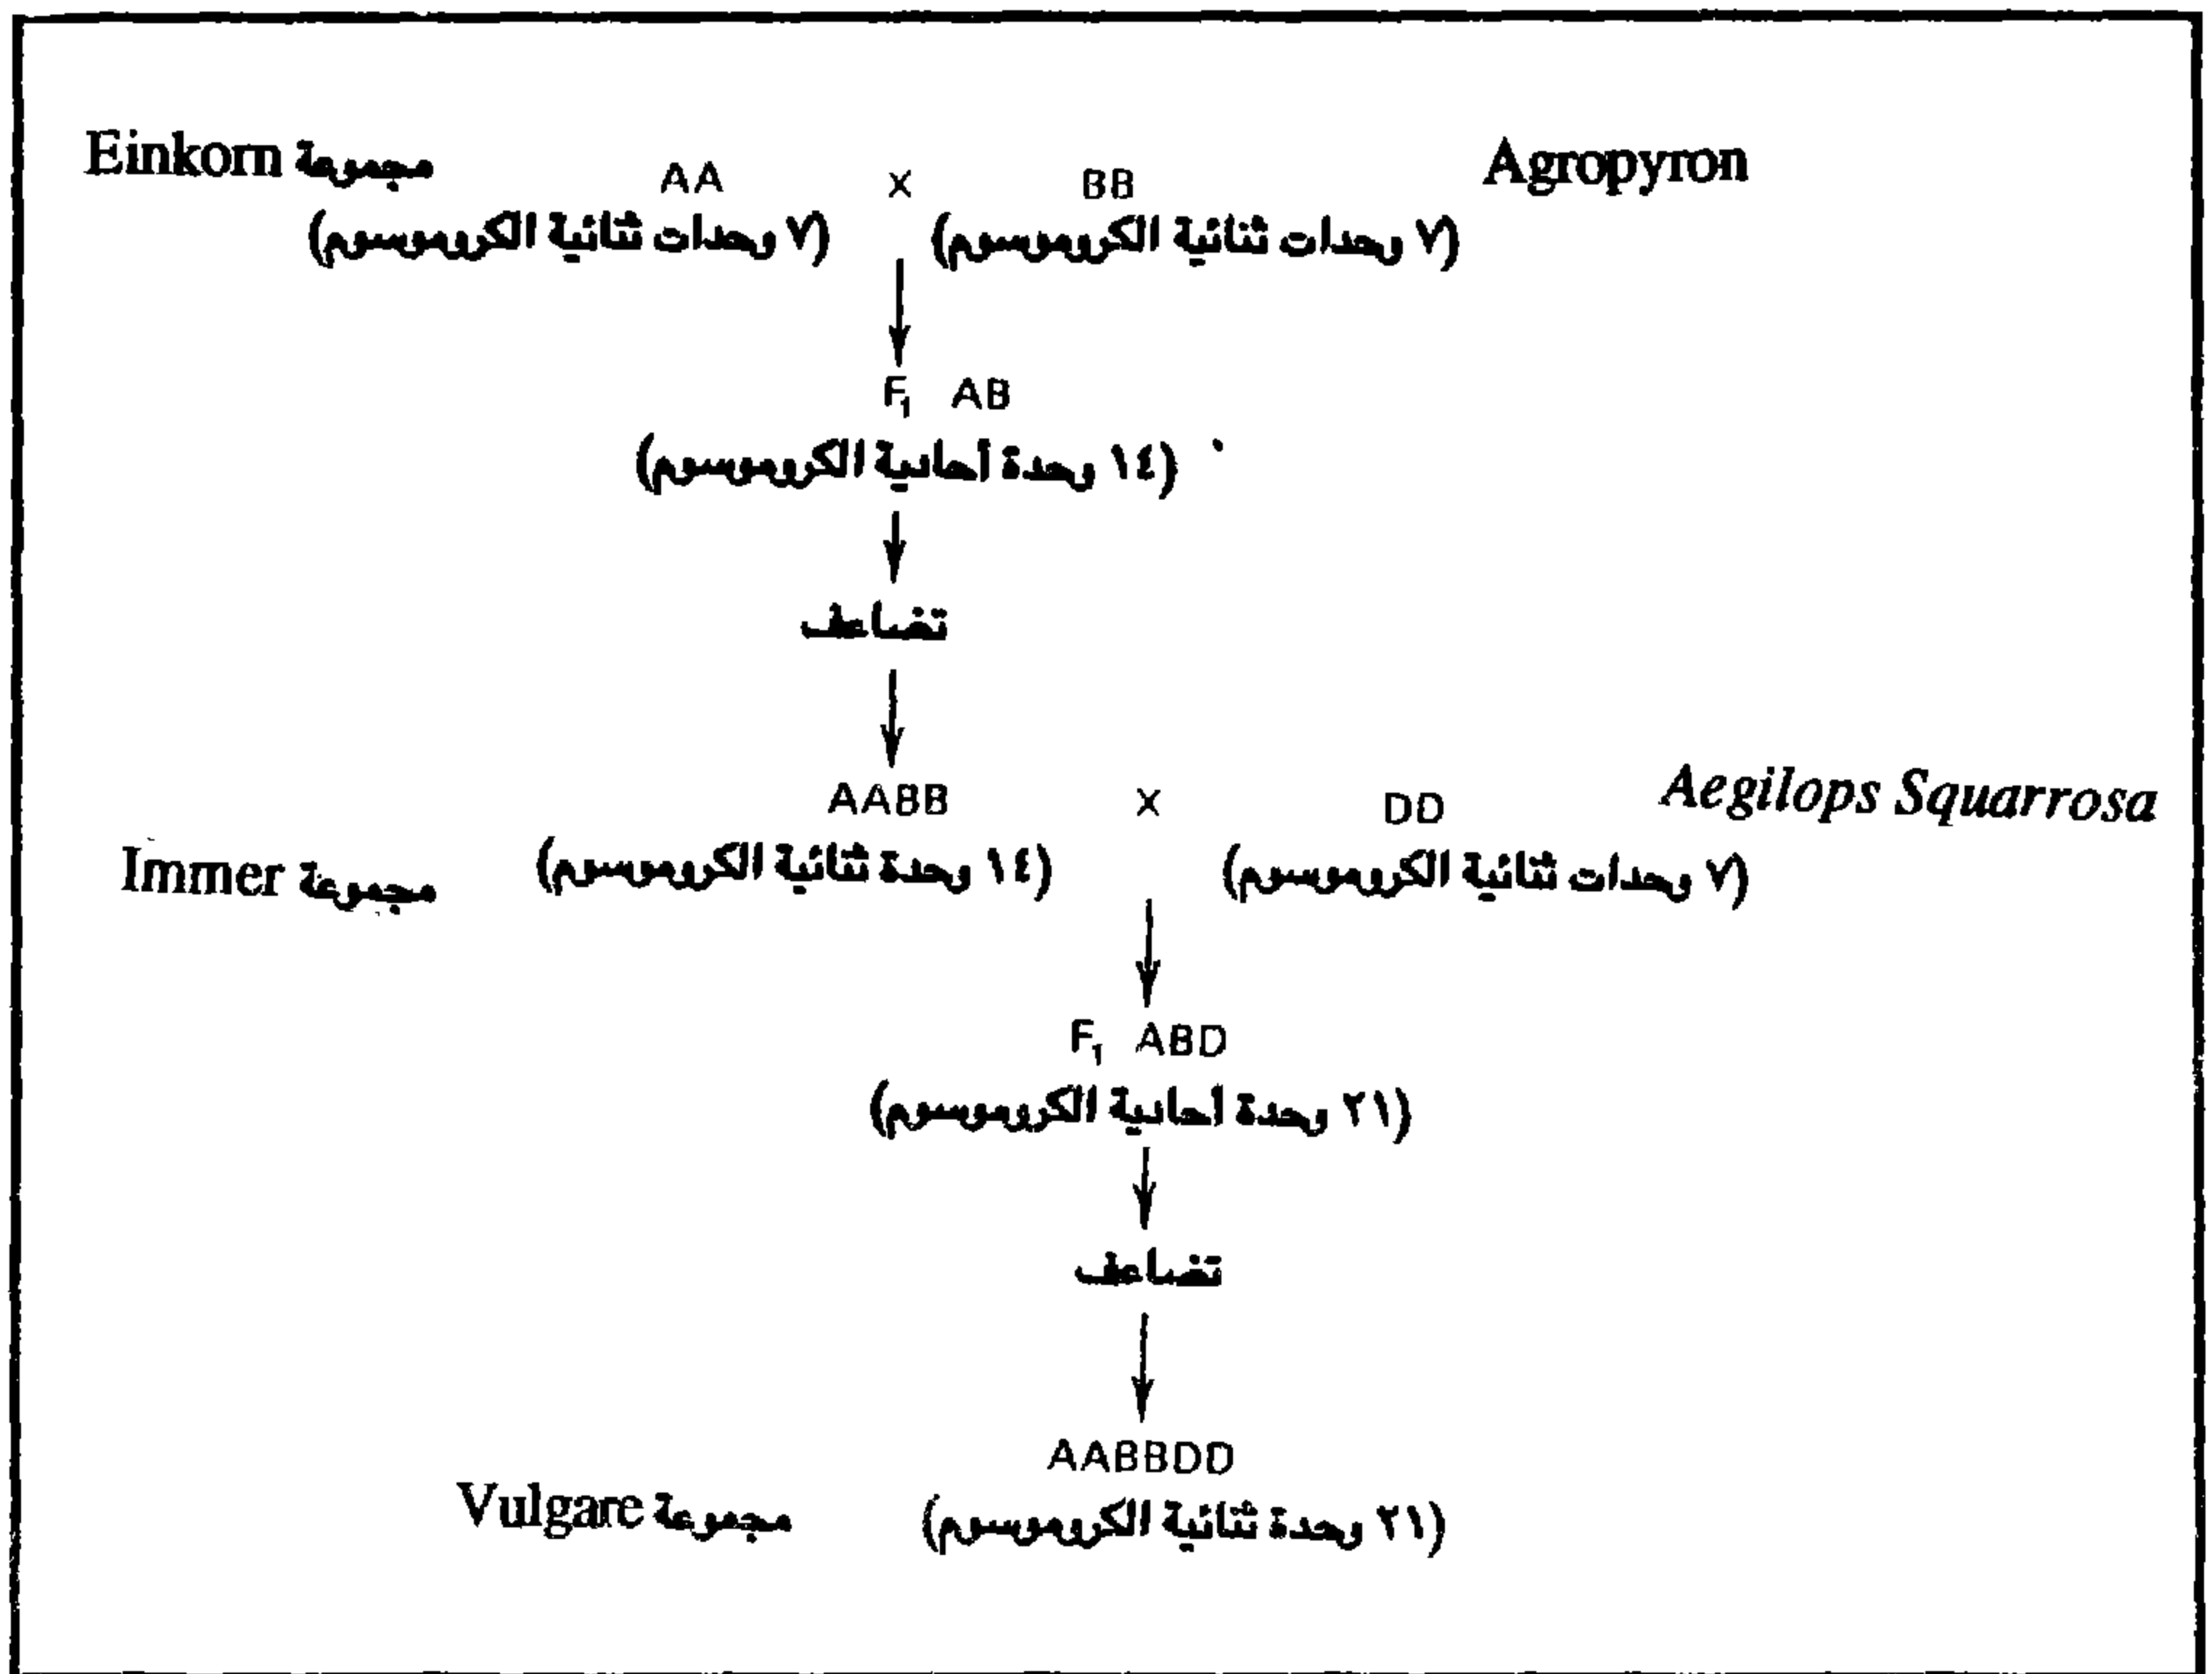 مجموعة Einkorn AA x BB Agropyron
(٧ وحدات ثنائية الكروموسوم) (٧ وحدات ثنائية الكروموسوم)
F₁ AB
(١٤ وحدة أحادية الكروموسوم)
تضاعف
AABB x DD Aegilops Squarrosa
مجموعة Immer (١٤ وحدة ثنائية الكروموسوم) (٧ وحدات ثنائية الكروموسوم)
F₁ ABD
(٢١ وحدة أحادية الكروموسوم)
تضاعف
AABBDD
مجموعة Vulgare (٢١ وحدة ثنائية الكروموسوم)